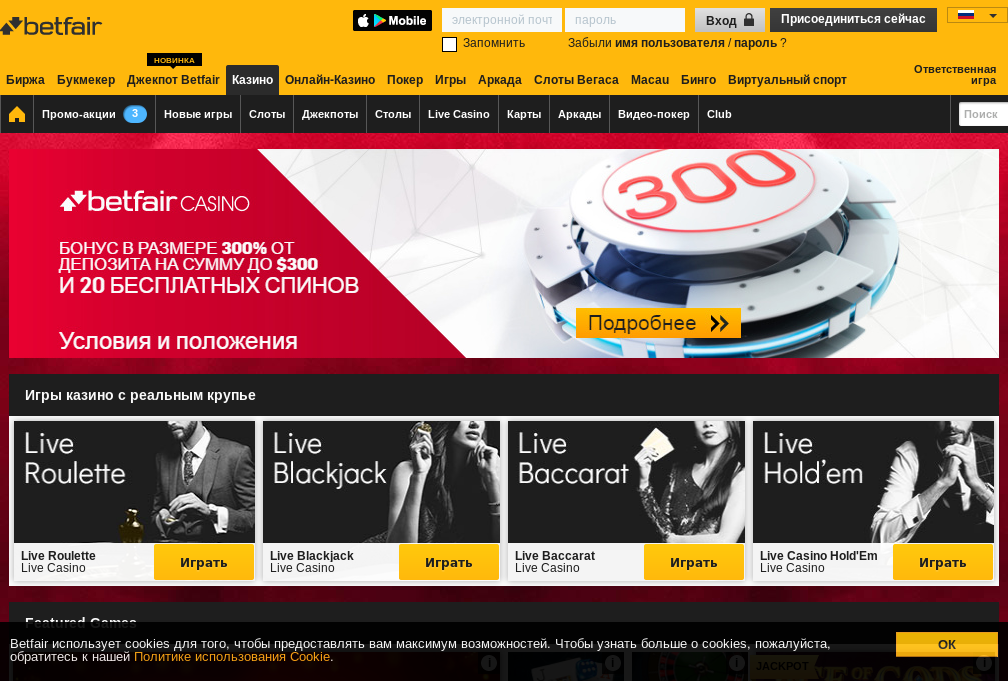 betfair
Mobile
электронной почт
пароль
Вход
Присоединиться сейчас
Запомнить
Забыли имя пользователя / пароль ?
НОВИНКА
Биржа Букмекер Джекпот Betfair Казино Онлайн-Казино Покер Игры Аркада Слоты Вегаса Macau Бинго Виртуальный спорт
Ответственная
игра
Промо-акции 3 Новые игры Слоты Джекпоты Столы Live Casino Карты Аркады Видео-покер Club
Поиск
betfair CASINO
300
БОНУС В РАЗМЕРЕ 300% ОТ
ДЕПОЗИТА НА СУММУ ДО $300
И 20 БЕСПЛАТНЫХ СПИНОВ
Подробнее
Условия и положения
Игры казино с реальным крупье
Live
Roulette
Live Roulette
Live Casino
Играть
Live
Blackjack
Live Blackjack
Live Casino
Играть
Live
Baccarat
Live Baccarat
Live Casino
Играть
Live
Hold'em
Live Casino Hold'Em
Live Casino
Играть
Featured Games
Betfair использует cookies для того, чтобы предоставлять вам максимум возможностей. Чтобы узнать больше о cookies, пожалуйста,
обратитесь к нашей Политике использования Cookie.
ОК
JACKPOT